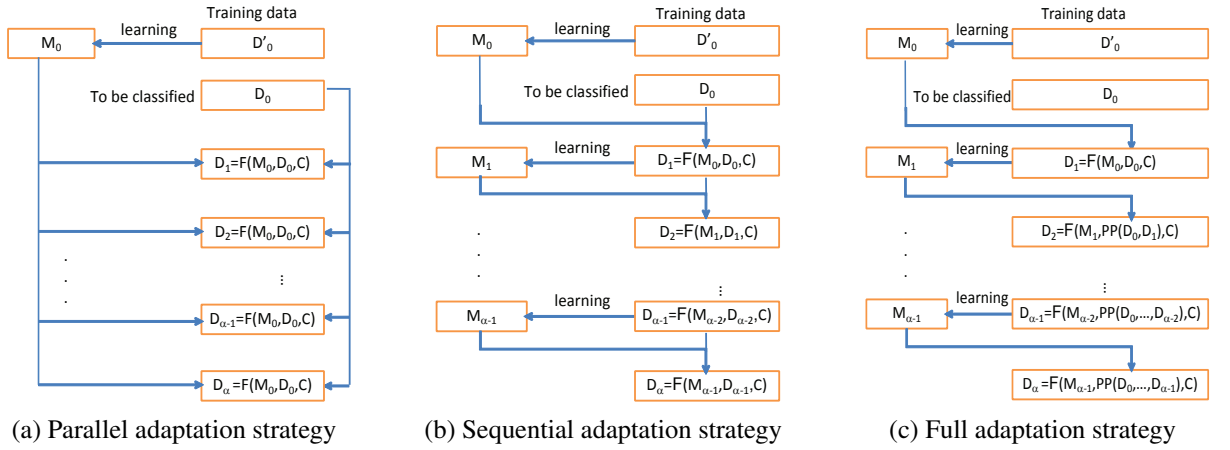 Training data
M₀
learning
D'₀
To be classified
D₀
D₁=F(M₀,D₀,C)
D₂=F(M₀,D₀,C)
.
.
.
...
Dα-1=F(M₀,D₀,C)
Dα=F(M₀,D₀,C)
(a) Parallel adaptation strategy
Training data
M₀
learning
D'₀
To be classified
D₀
M₁
learning
D₁=F(M₀,D₀,C)
D₂=F(M₁,D₁,C)
.
.
.
...
Mα-1
learning
Dα-1=F(Mα-2,Dα-2,C)
Dα=F(Mα-1,Dα-1,C)
(b) Sequential adaptation strategy
Training data
M₀
learning
D'₀
To be classified
D₀
M₁
learning
D₁=F(M₀,D₀,C)
D₂=F(M₁,PP(D₀,D₁),C)
.
.
.
...
Mα-1
learning
Dα-1=F(Mα-2,PP(D₀,...,Dα-2),C)
Dα=F(Mα-1,PP(D₀,...,Dα-1),C)
(c) Full adaptation strategy